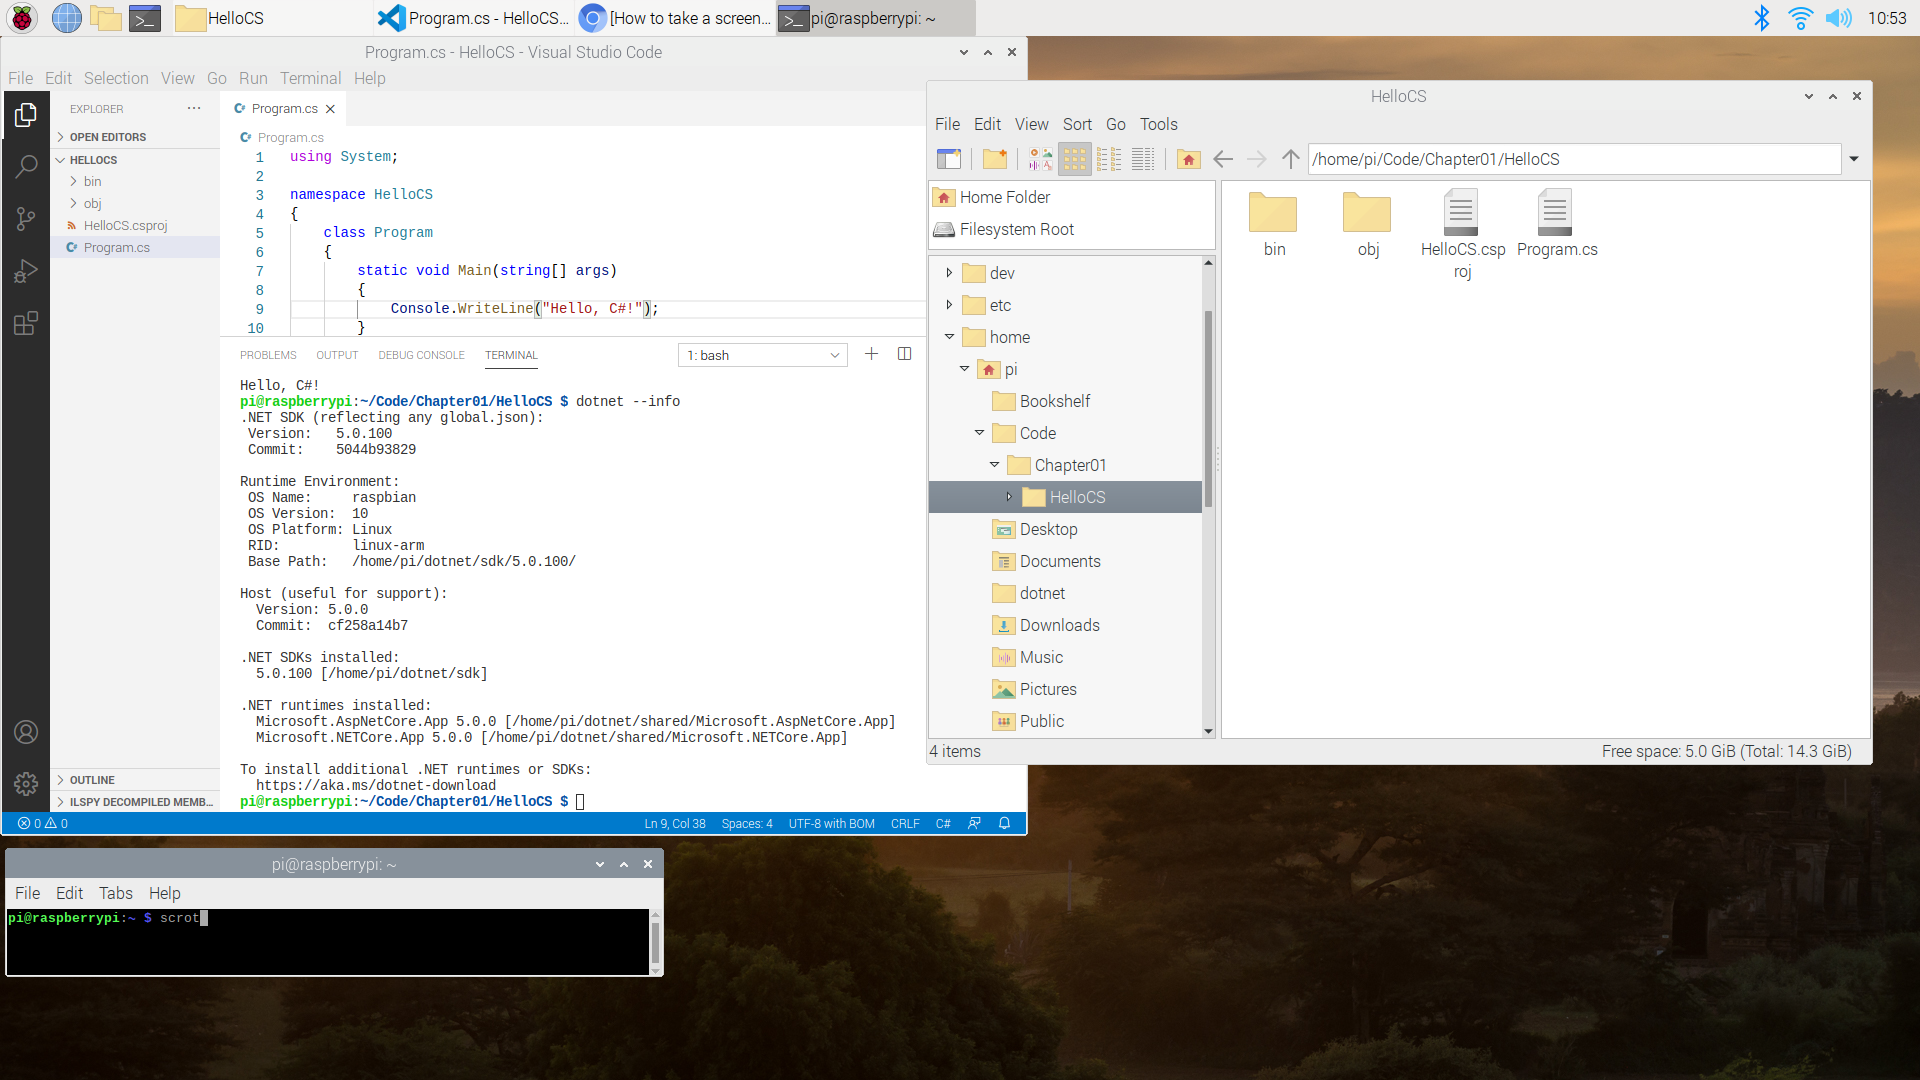 HelloCS
Program.cs - HelloCS...
[How to take a screen...
pi@raspberrypi: ~
10:53
Program.cs - HelloCS - Visual Studio Code
File Edit Selection View Go Run Terminal Help
EXPLORER ...
OPEN EDITORS
HELLOCS
bin
obj
HelloCS.csproj
Program.cs
OUTLINE
ILSPY DECOMPILED MEMB...
C# Program.cs
C# Program.cs
1 using System;
2
3 namespace HelloCS
4 {
5 class Program
6 {
7 static void Main(string[] args)
8 {
9 Console.WriteLine("Hello, C#!");
10 }
PROBLEMS OUTPUT DEBUG CONSOLE TERMINAL 1: bash
Hello, C#!
pi@raspberrypi:~/Code/Chapter01/HelloCS $ dotnet --info
.NET SDK (reflecting any global.json):
Version: 5.0.100
Commit: 5044b93829
Runtime Environment:
OS Name: raspbian
OS Version: 10
OS Platform: Linux
RID: linux-arm
Base Path: /home/pi/dotnet/sdk/5.0.100/
Host (useful for support):
Version: 5.0.0
Commit: cf258a14b7
.NET SDKs installed:
5.0.100 [/home/pi/dotnet/sdk]
.NET runtimes installed:
Microsoft.AspNetCore.App 5.0.0 [/home/pi/dotnet/shared/Microsoft.AspNetCore.App]
Microsoft.NETCore.App 5.0.0 [/home/pi/dotnet/shared/Microsoft.NETCore.App]
To install additional .NET runtimes or SDKs:
https://aka.ms/dotnet-download
pi@raspberrypi:~/Code/Chapter01/HelloCS $
0 0 Ln 9, Col 38 Spaces: 4 UTF-8 with BOM CRLF C#
HelloCS
File Edit View Sort Go Tools
/home/pi/Code/Chapter01/HelloCS
Home Folder
Filesystem Root
dev
etc
home
pi
Bookshelf
Code
Chapter01
HelloCS
Desktop
Documents
dotnet
Downloads
Music
Pictures
Public
bin
obj
HelloCS.csp
roj
Program.cs
4 items
Free space: 5.0 GiB (Total: 14.3 GiB)
pi@raspberrypi: ~
File Edit Tabs Help
pi@raspberrypi:~ $ scrot